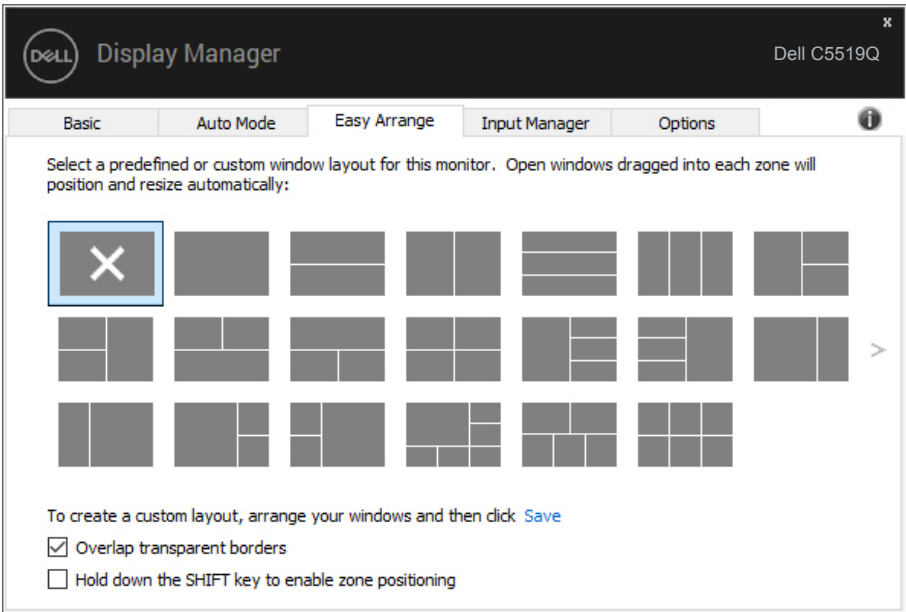 x
DELL Display Manager
Dell C5519Q
Basic Auto Mode Easy Arrange Input Manager Options
Select a predefined or custom window layout for this monitor. Open windows dragged into each zone will
position and resize automatically:
>
To create a custom layout, arrange your windows and then click Save
Overlap transparent borders
Hold down the SHIFT key to enable zone positioning